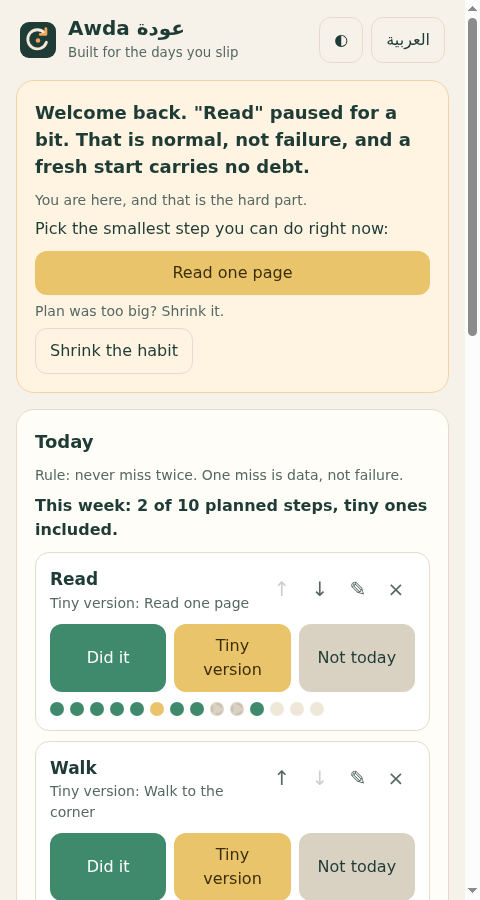 Awda عودة
Built for the days you slip
العربية
Welcome back. "Read" paused for a
bit. That is normal, not failure, and a
fresh start carries no debt.
You are here, and that is the hard part.
Pick the smallest step you can do right now:
Read one page
Plan was too big? Shrink it.
Shrink the habit
Today
Rule: never miss twice. One miss is data, not failure.
This week: 2 of 10 planned steps, tiny ones
included.
Read
Tiny version: Read one page
Did it
Tiny
version
Not today
Walk
Tiny version: Walk to the
corner
Did it
Tiny
version
Not today